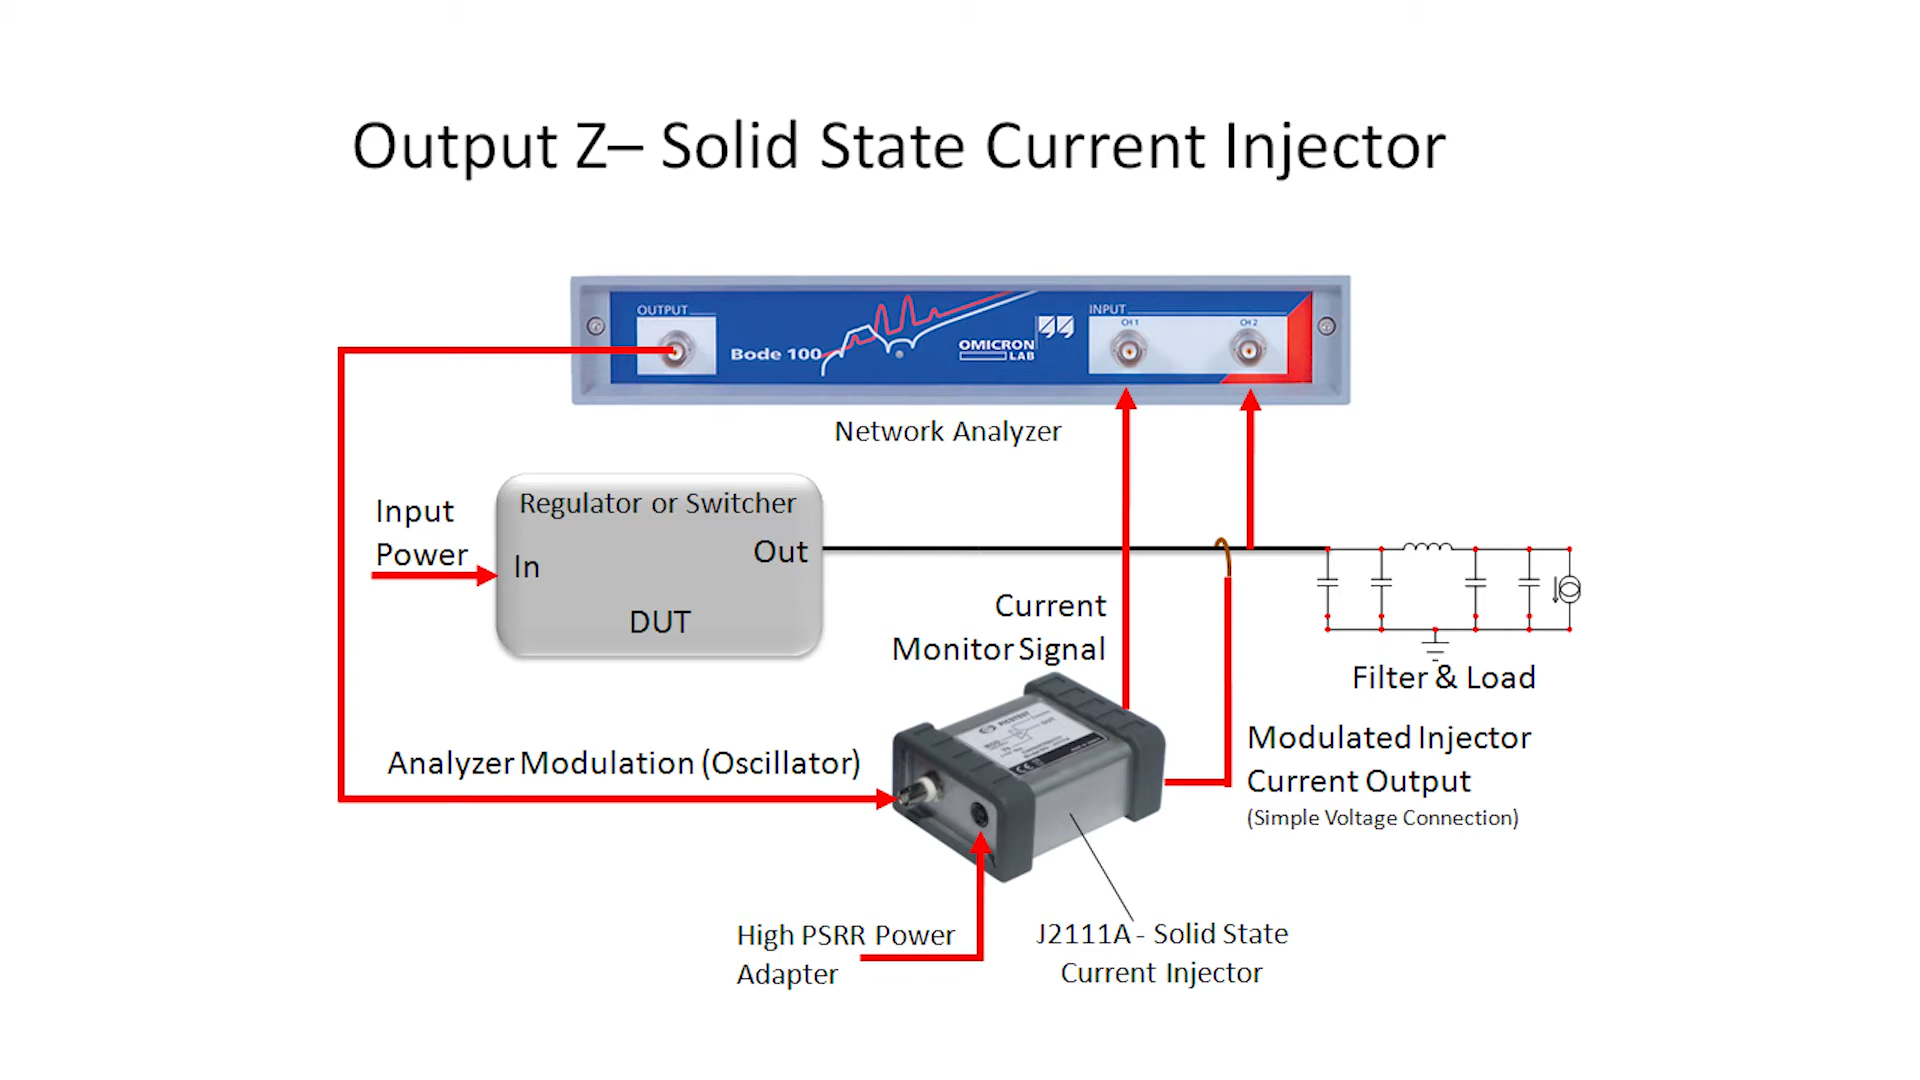 Output Z– Solid State Current Injector
OUTPUT
Bode 100
OMICRON
LAB
INPUT
CH 1
CH 2
Network Analyzer
Input
Power
Regulator or Switcher
In
Out
DUT
Current
Monitor Signal
Filter & Load
Analyzer Modulation (Oscillator)
PICOTEST
Modulated Injector
Current Output
(Simple Voltage Connection)
High PSRR Power
Adapter
J2111A - Solid State
Current Injector